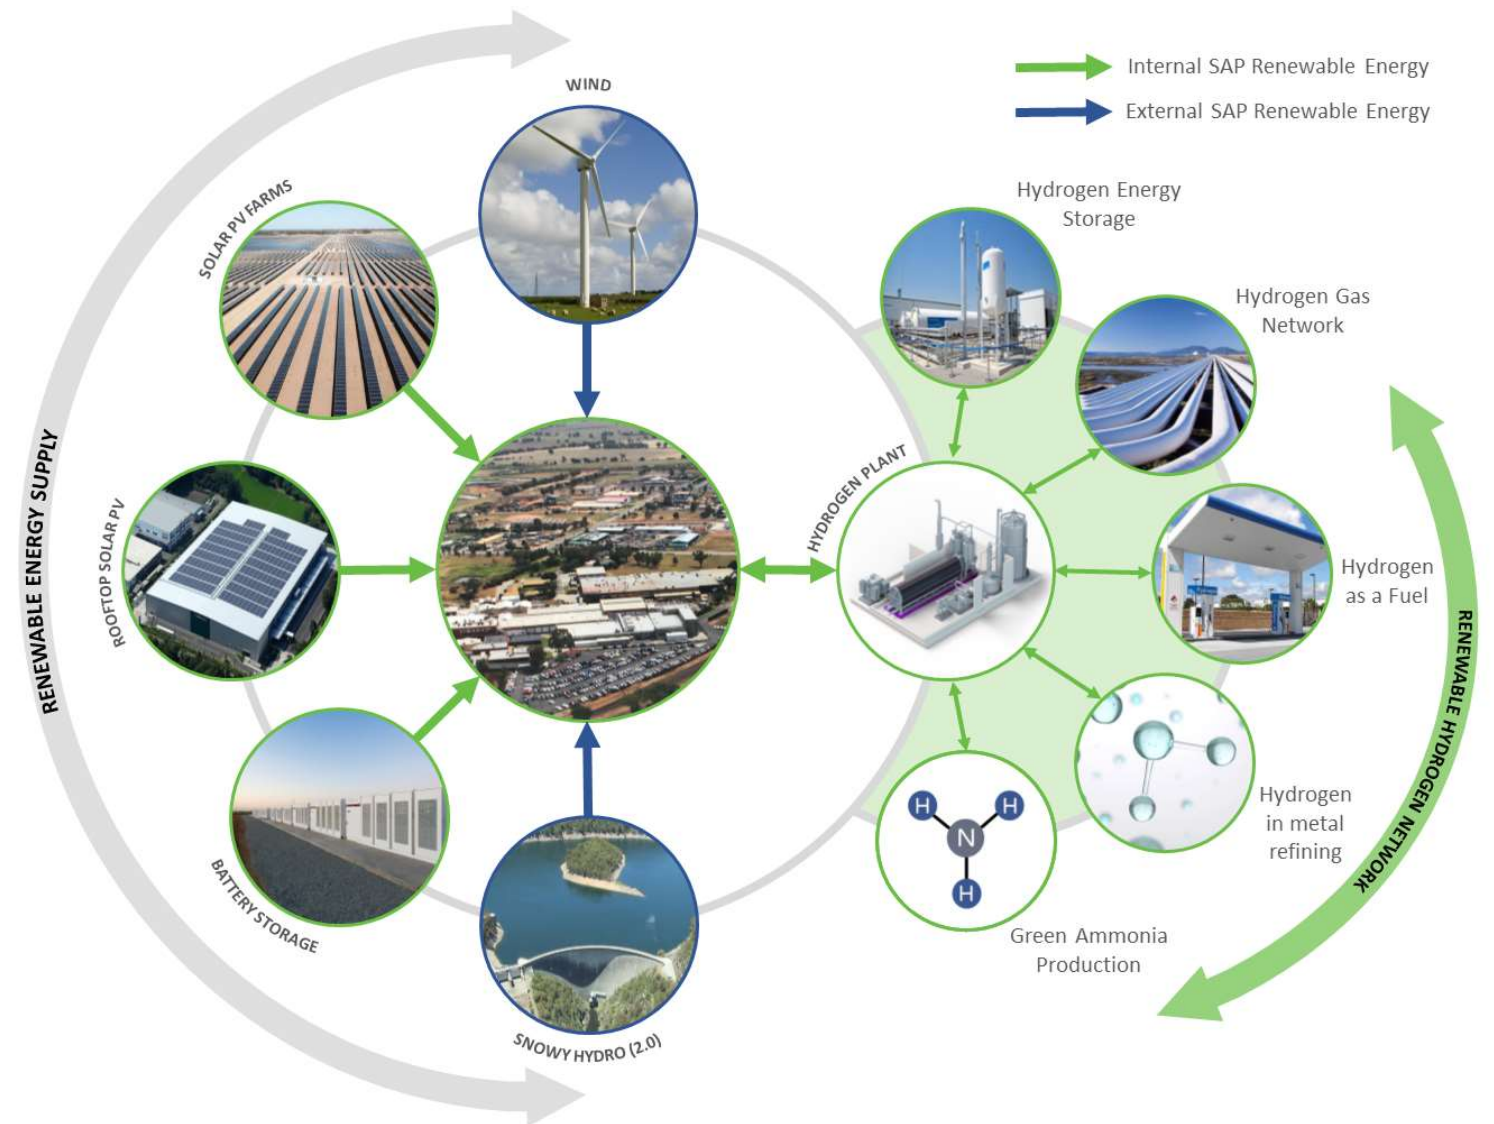 Internal SAP Renewable Energy
External SAP Renewable Energy
WIND
SOLAR PV FARMS
ROOFTOP SOLAR PV
BATTERY STORAGE
SNOWY HYDRO (2.0)
RENEWABLE ENERGY SUPPLY
HYDROGEN PLANT
Hydrogen Energy
Storage
Hydrogen Gas
Network
Hydrogen
as a Fuel
Hydrogen
in metal
refining
H
H
N
H
Green Ammonia
Production
RENEWABLE HYDROGEN NETWORK